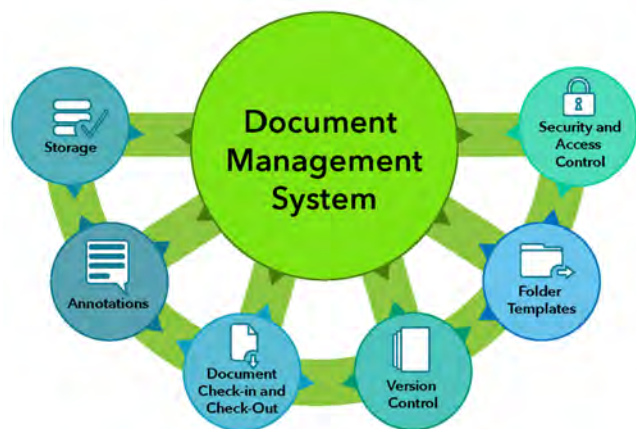 Document
Management
System
Storage
Annotations
Document
Check-in and
Check-Out
Version
Control
Folder
Templates
Security and
Access
Control